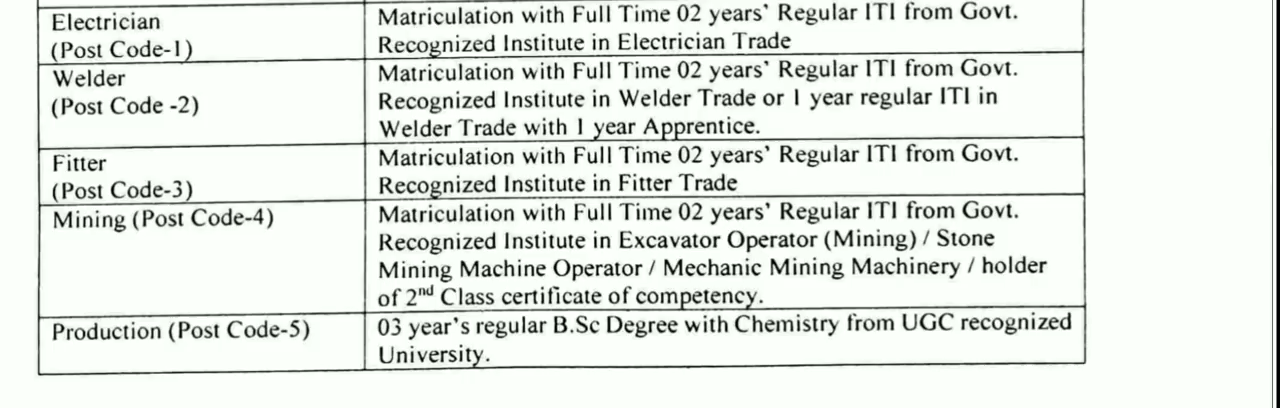 Electrician
(Post Code-1)
Matriculation with Full Time 02 years' Regular ITI from Govt.
Recognized Institute in Electrician Trade
Welder
(Post Code -2)
Matriculation with Full Time 02 years' Regular ITI from Govt.
Recognized Institute in Welder Trade or 1 year regular ITI in
Welder Trade with 1 year Apprentice.
Fitter
(Post Code-3)
Matriculation with Full Time 02 years' Regular ITI from Govt.
Recognized Institute in Fitter Trade
Mining (Post Code-4)
Matriculation with Full Time 02 years' Regular ITI from Govt.
Recognized Institute in Excavator Operator (Mining) / Stone
Mining Machine Operator / Mechanic Mining Machinery / holder
of 2nd Class certificate of competency.
Production (Post Code-5)
03 year's regular B.Sc Degree with Chemistry from UGC recognized
University.